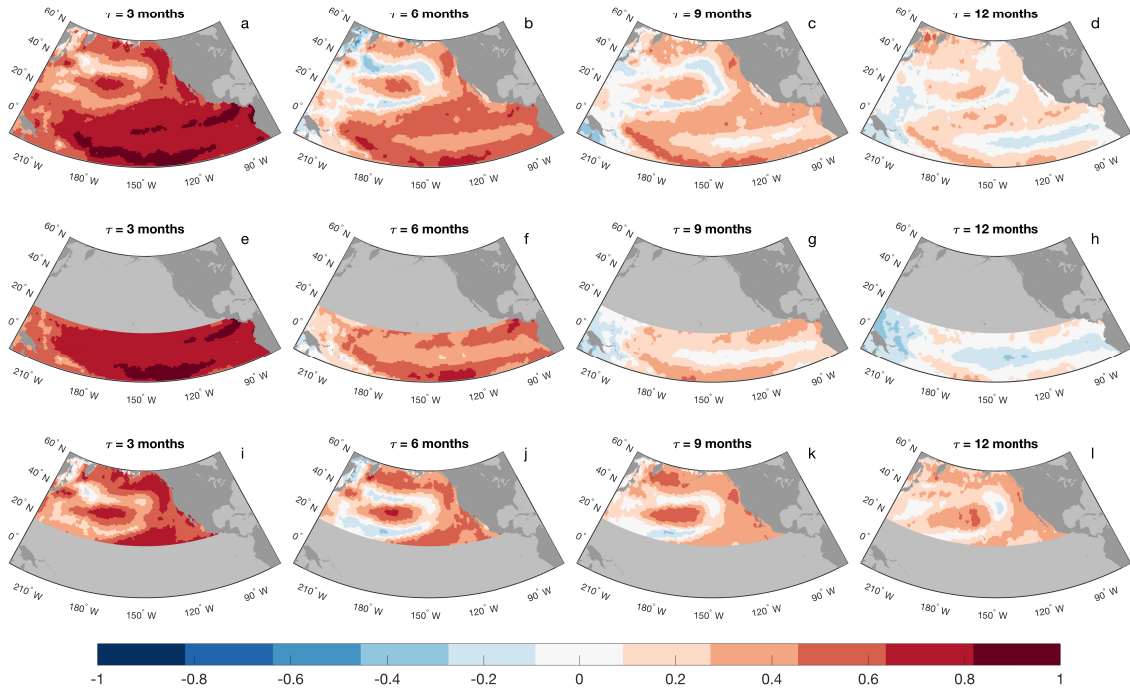 τ = 3 months a
τ = 6 months b
τ = 9 months c
τ = 12 months d
60° N 40° N 20° N 0° 210° W 180° W 150° W 120° W 90° W
60° N 40° N 20° N 0° 210° W 180° W 150° W 120° W 90° W
60° N 40° N 20° N 0° 210° W 180° W 150° W 120° W 90° W
60° N 40° N 20° N 0° 210° W 180° W 150° W 120° W 90° W
τ = 3 months e
τ = 6 months f
τ = 9 months g
τ = 12 months h
60° N 40° N 20° N 0° 210° W 180° W 150° W 120° W 90° W
60° N 40° N 20° N 0° 210° W 180° W 150° W 120° W 90° W
60° N 40° N 20° N 0° 210° W 180° W 150° W 120° W 90° W
60° N 40° N 20° N 0° 210° W 180° W 150° W 120° W 90° W
τ = 3 months i
τ = 6 months j
τ = 9 months k
τ = 12 months l
60° N 40° N 20° N 0° 210° W 180° W 150° W 120° W 90° W
60° N 40° N 20° N 0° 210° W 180° W 150° W 120° W 90° W
60° N 40° N 20° N 0° 210° W 180° W 150° W 120° W 90° W
60° N 40° N 20° N 0° 210° W 180° W 150° W 120° W 90° W
-1 -0.8 -0.6 -0.4 -0.2 0 0.2 0.4 0.6 0.8 1